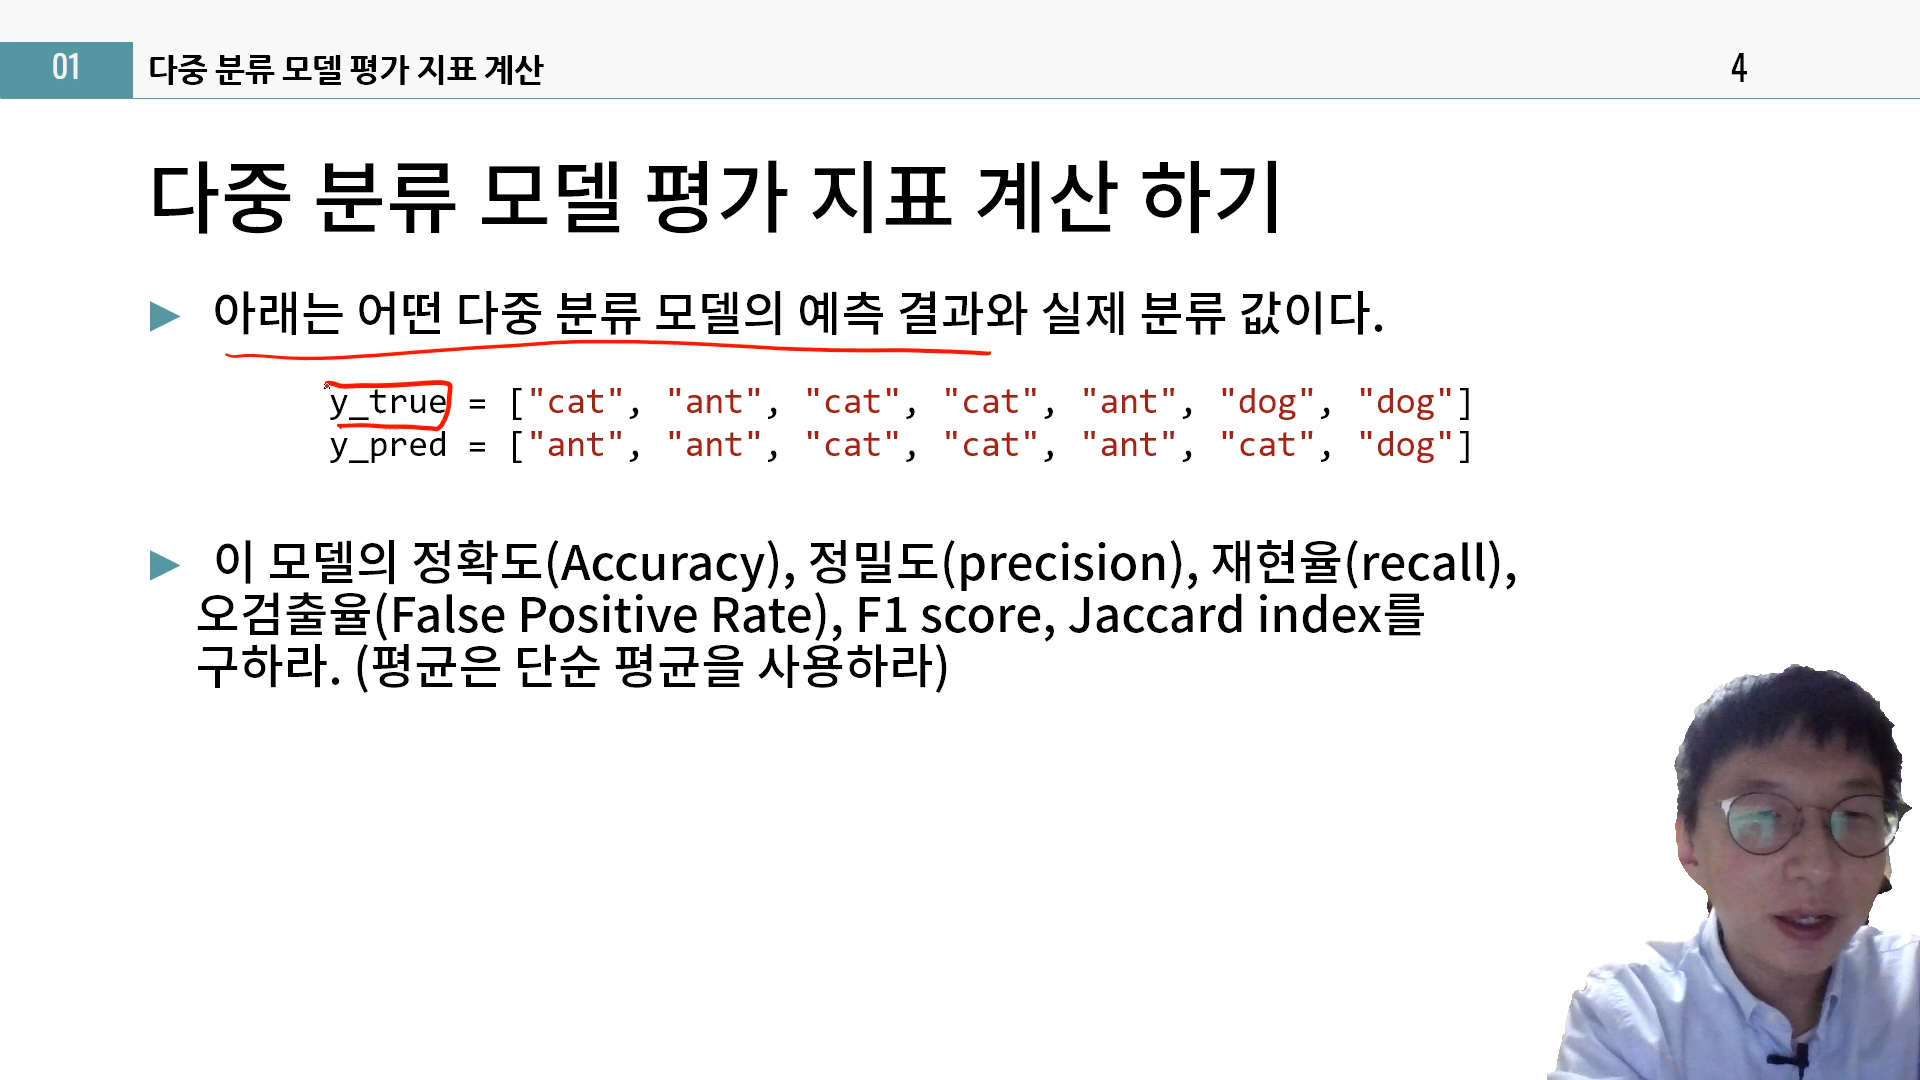 01 다중 분류 모델 평가 지표 계산 4
다중 분류 모델 평가 지표 계산 하기
아래는 어떤 다중 분류 모델의 예측 결과와 실제 분류 값이다.
y_true = ["cat", "ant", "cat", "cat", "ant", "dog", "dog"]
y_pred = ["ant", "ant", "cat", "cat", "ant", "cat", "dog"]
이 모델의 정확도(Accuracy), 정밀도(precision), 재현율(recall),
오검출율(False Positive Rate), F1 score, Jaccard index를
구하라. (평균은 단순 평균을 사용하라)